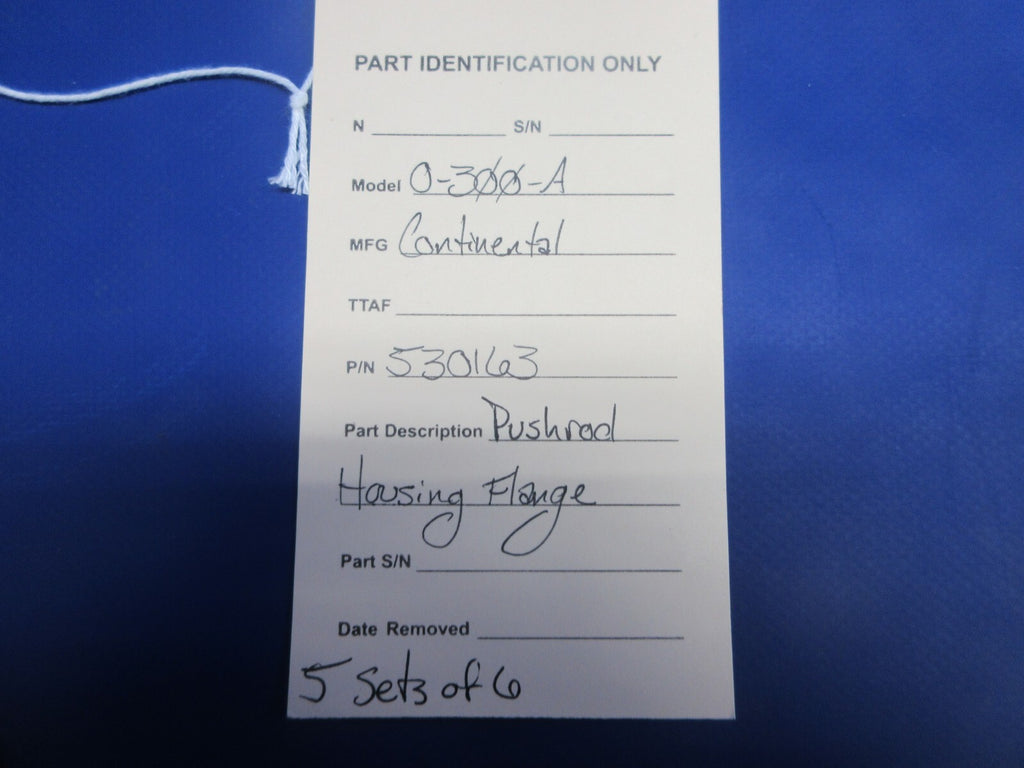 PART IDENTIFICATION ONLY
N S/N
Model O-300-A
MFG Continental
TTAF
P/N 530163
Part Description Pushrod
Housing Flange
Part S/N
Date Removed
5 Sets of 6